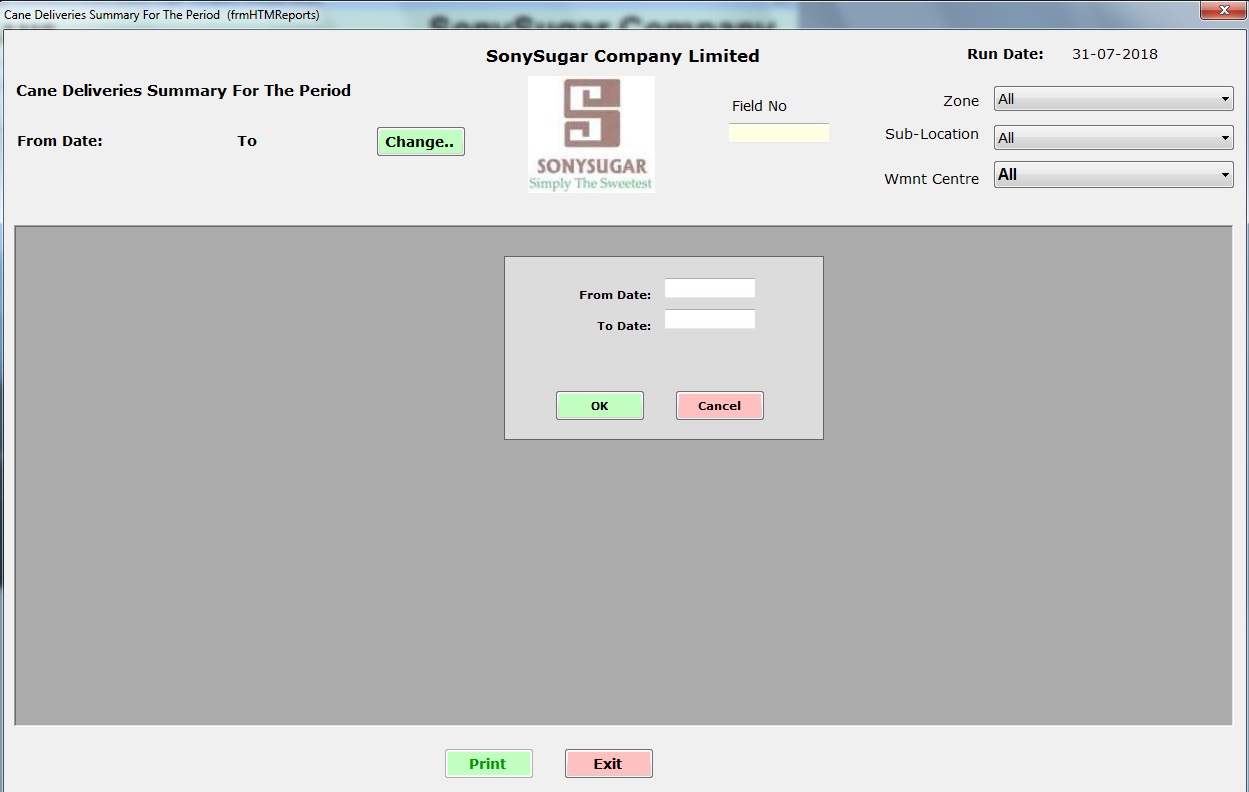 Cane Deliveries Summary For The Period (frmHTMReports)
SonySugar Company
SonySugar Company Limited
Run Date: 31-07-2018
Cane Deliveries Summary For The Period
Field No
Zone All
From Date: To Change..
Sub-Location All
SONYSUGAR
Simply The Sweetest
Wmnt Centre All
From Date:
To Date:
OK Cancel
Print Exit